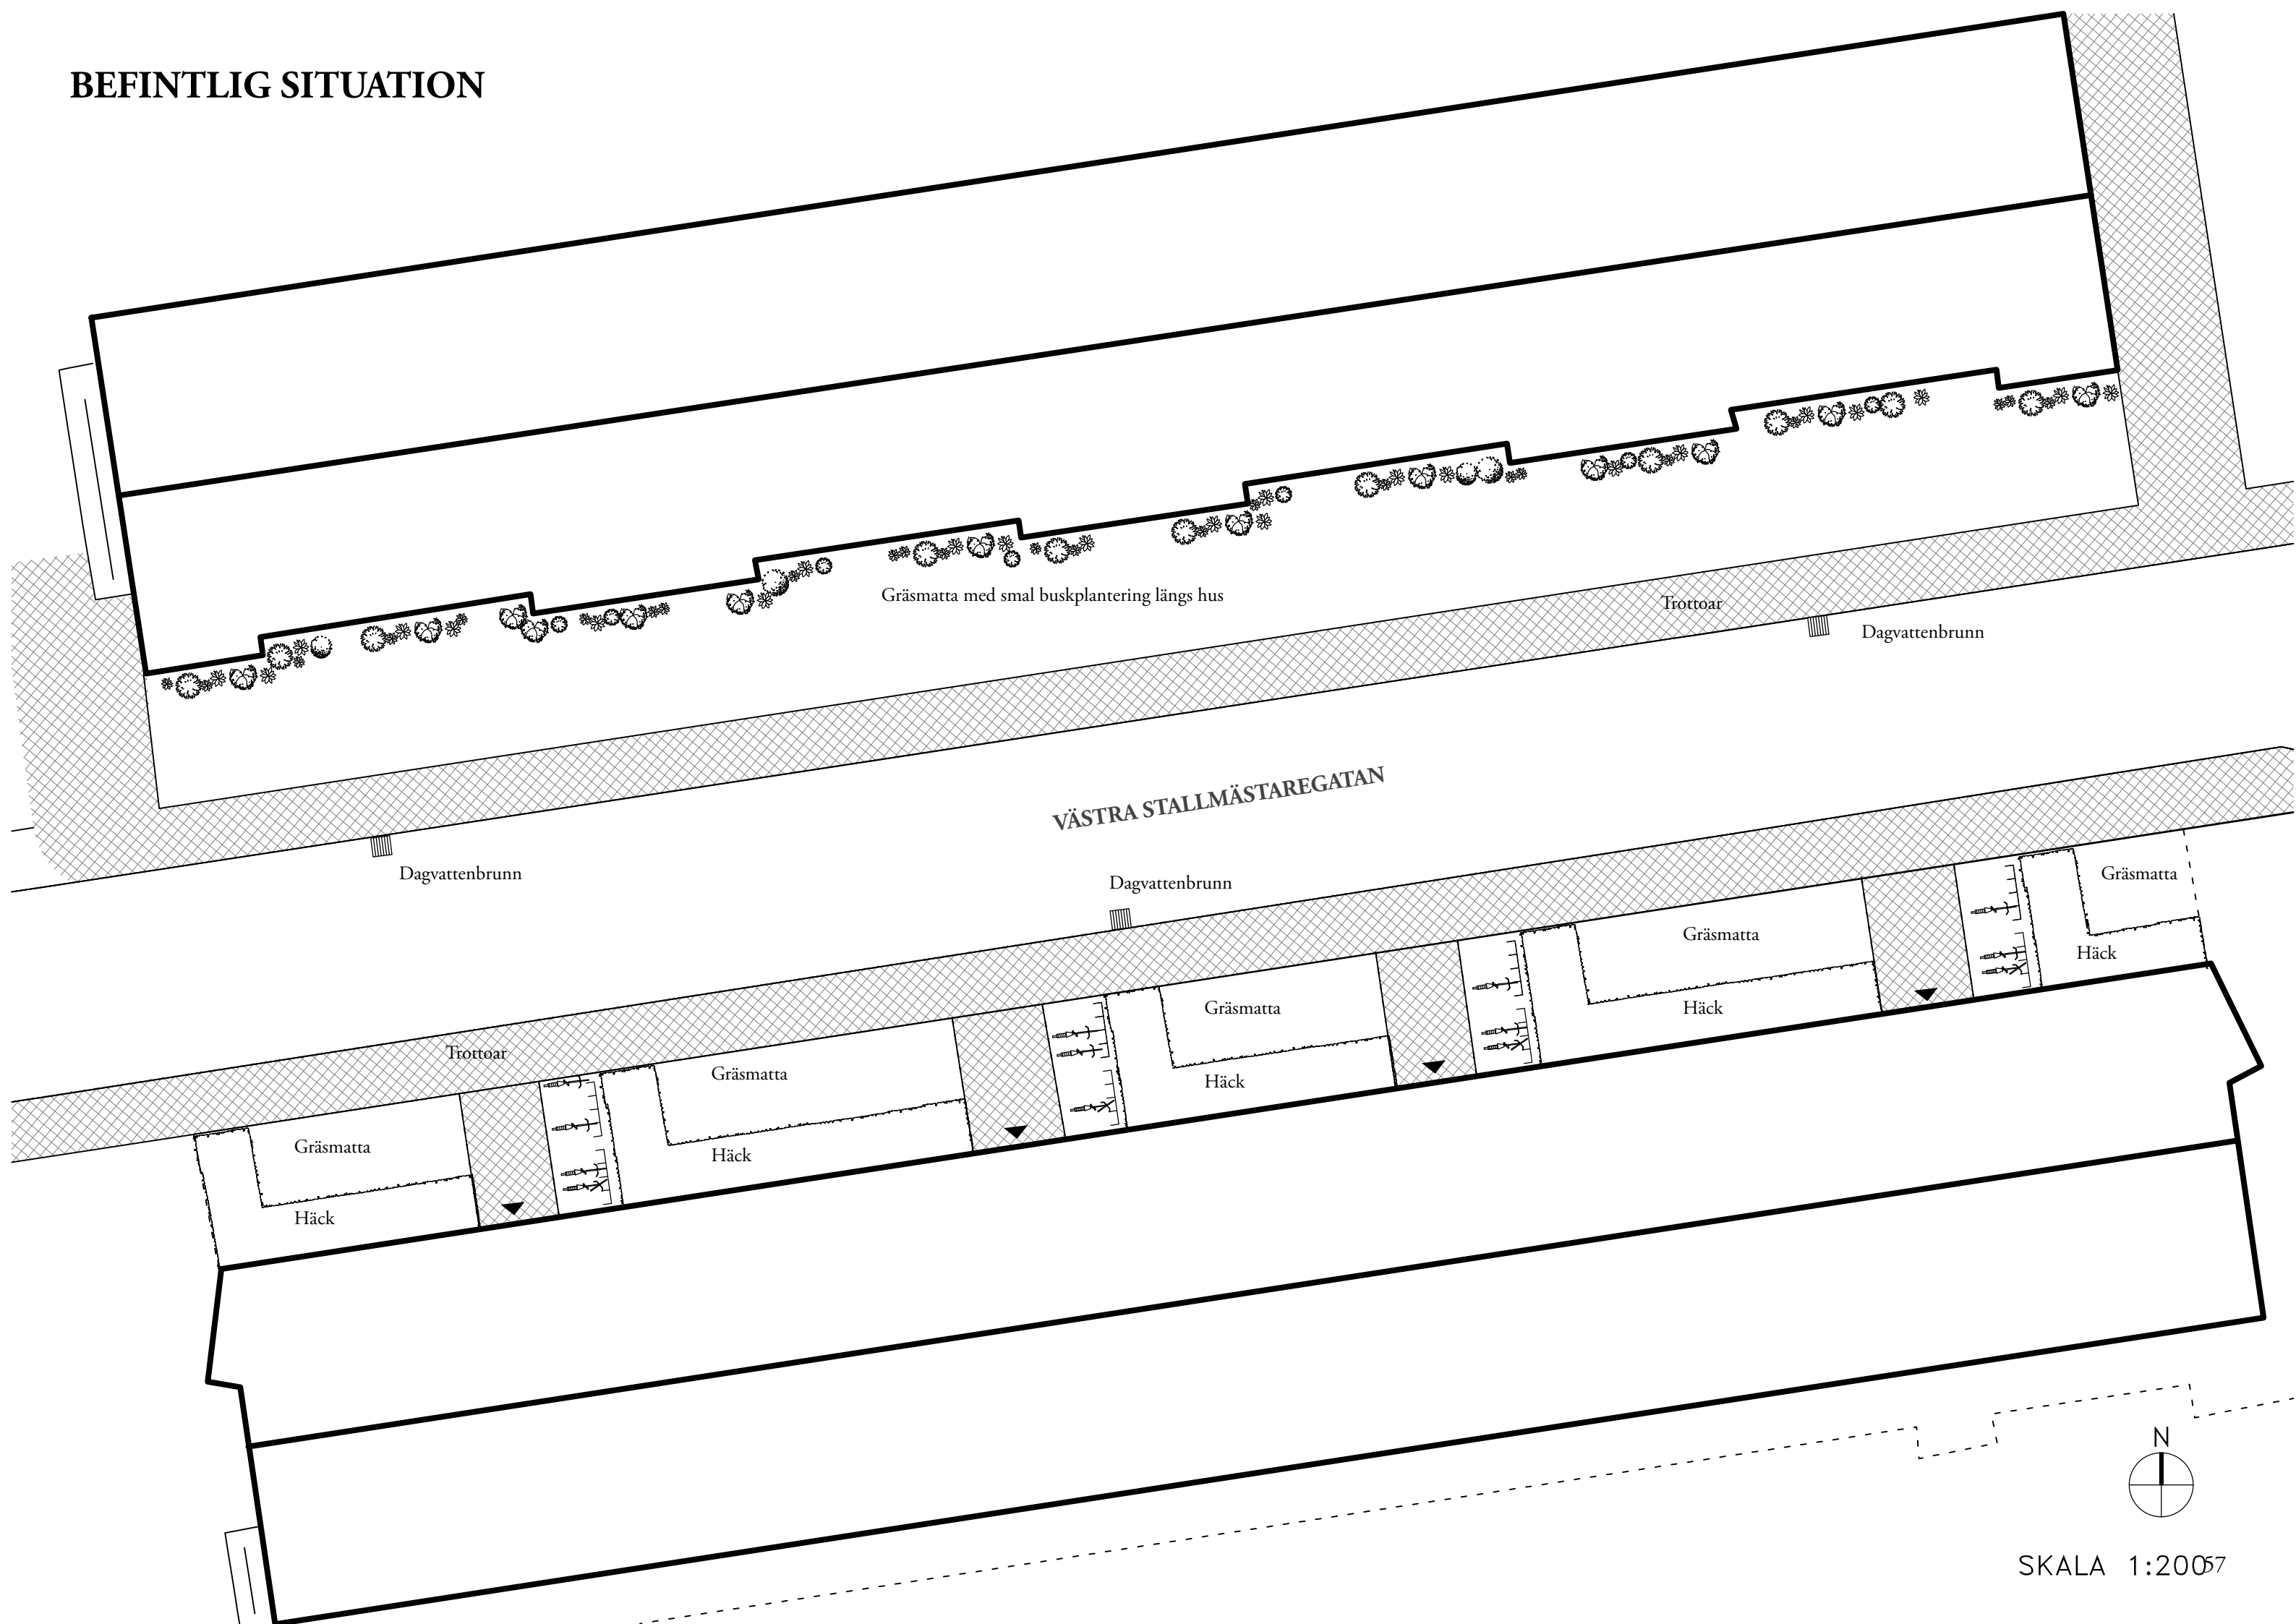 BEFINTLIG SITUATION
Gräsmatta med smal buskplantering längs hus
Trottoar
Dagvattenbrunn
VÄSTRA STALLMÄSTAREGATAN
Dagvattenbrunn
Dagvattenbrunn
Gräsmatta
Häck
Gräsmatta
Häck
Gräsmatta
Häck
Trottoar
Gräsmatta
Häck
Gräsmatta
Häck
N
SKALA 1:200
57